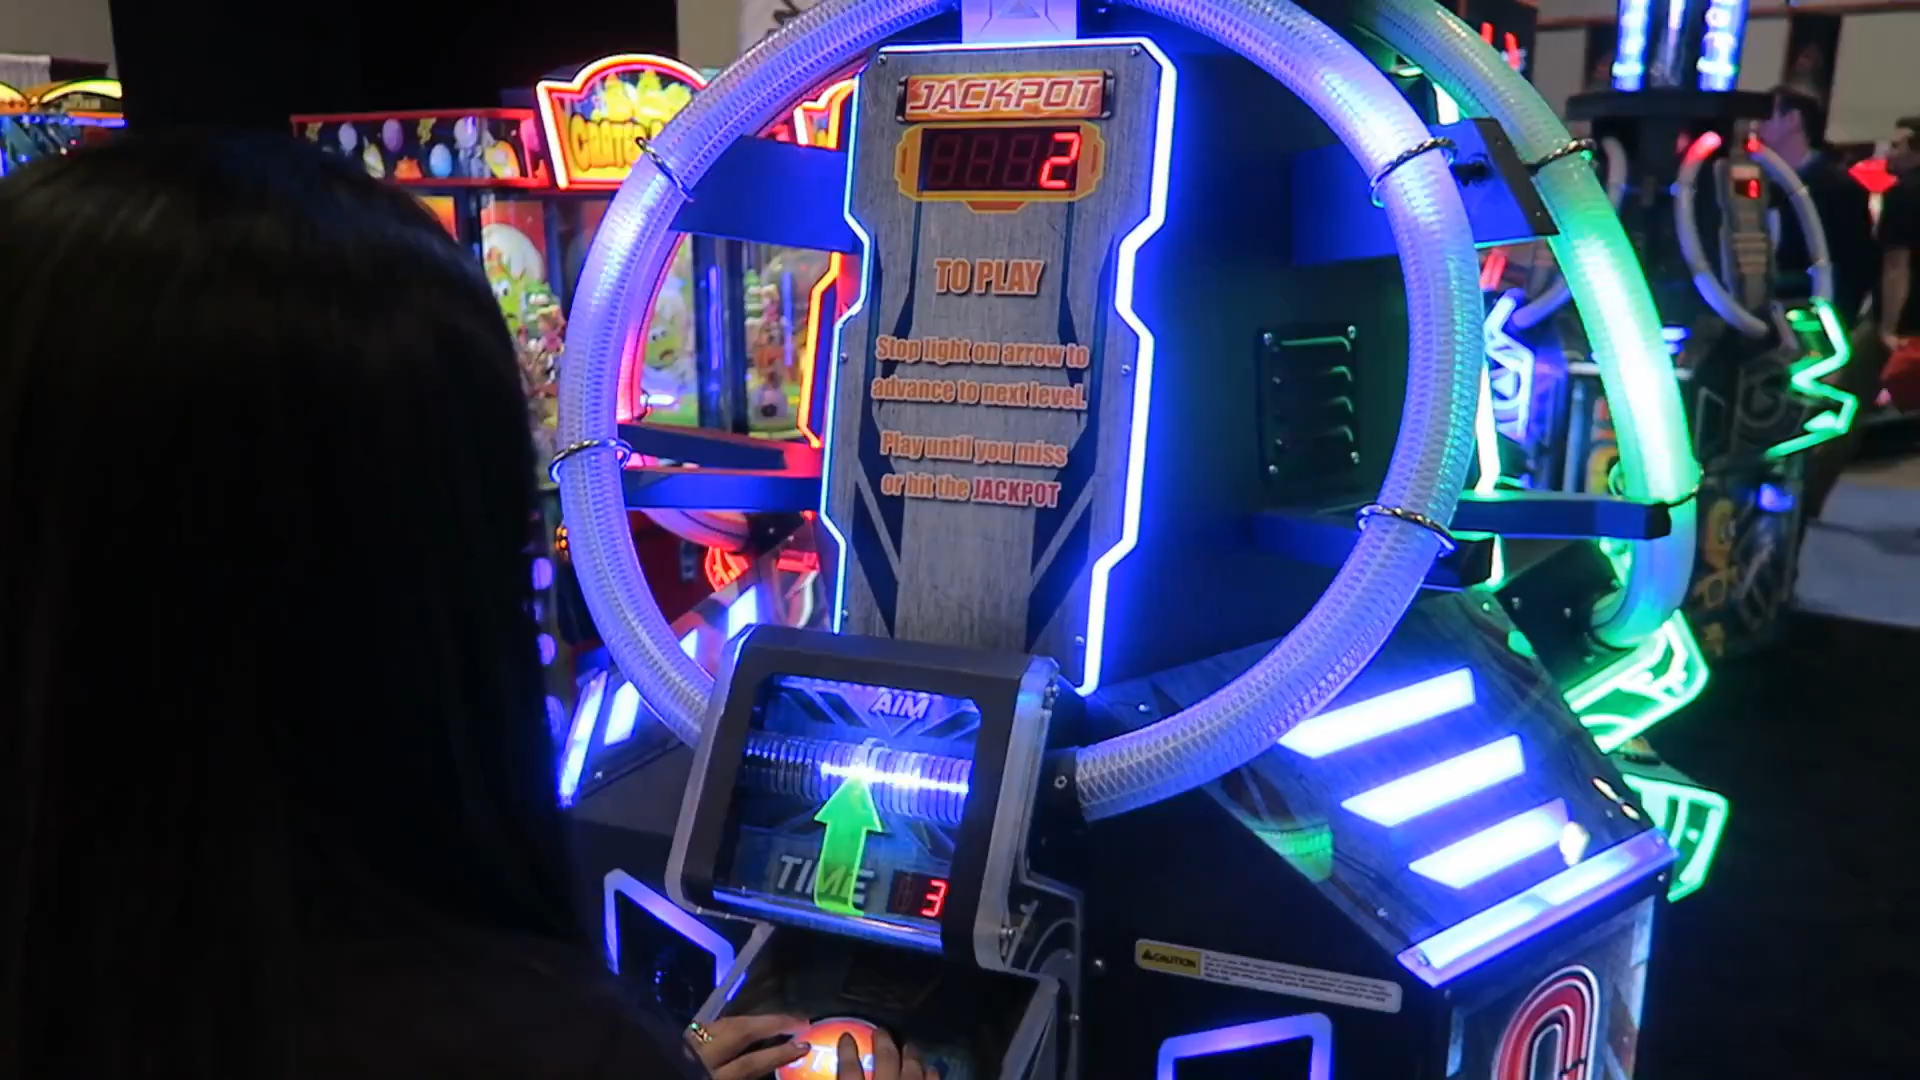 JACKPOT
2
TO PLAY
Stop light on arrow to
advance to next level.
Play until you miss
or hit the JACKPOT
AIM
TIME
3
CAUTION